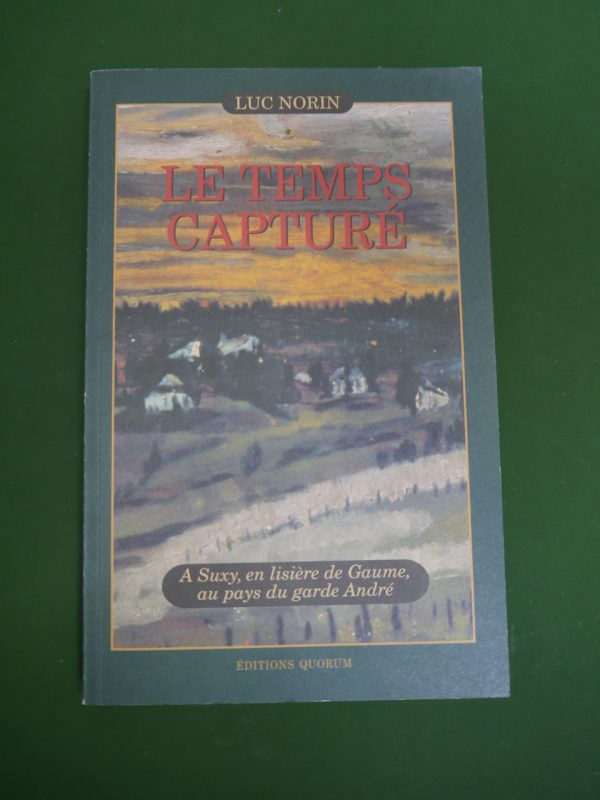 LUC NORIN
LE TEMPS
CAPTURÉ
A Suxy, en lisière de Gaume,
au pays du garde André
ÉDITIONS QUORUM